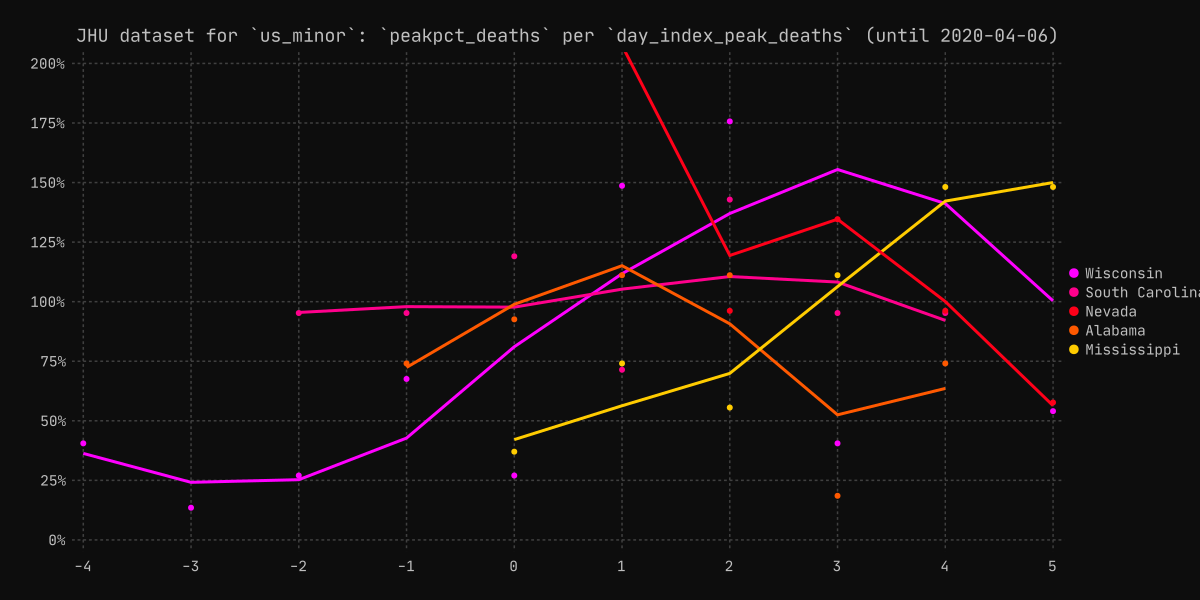 JHU dataset for `us_minor`: `peakpct_deaths` per `day_index_peak_deaths` (until 2020-04-06)
200%
175%
150%
125%
100%
75%
50%
25%
0%
-4 -3 -2 -1 0 1 2 3 4 5
Wisconsin
South Carolina
Nevada
Alabama
Mississippi